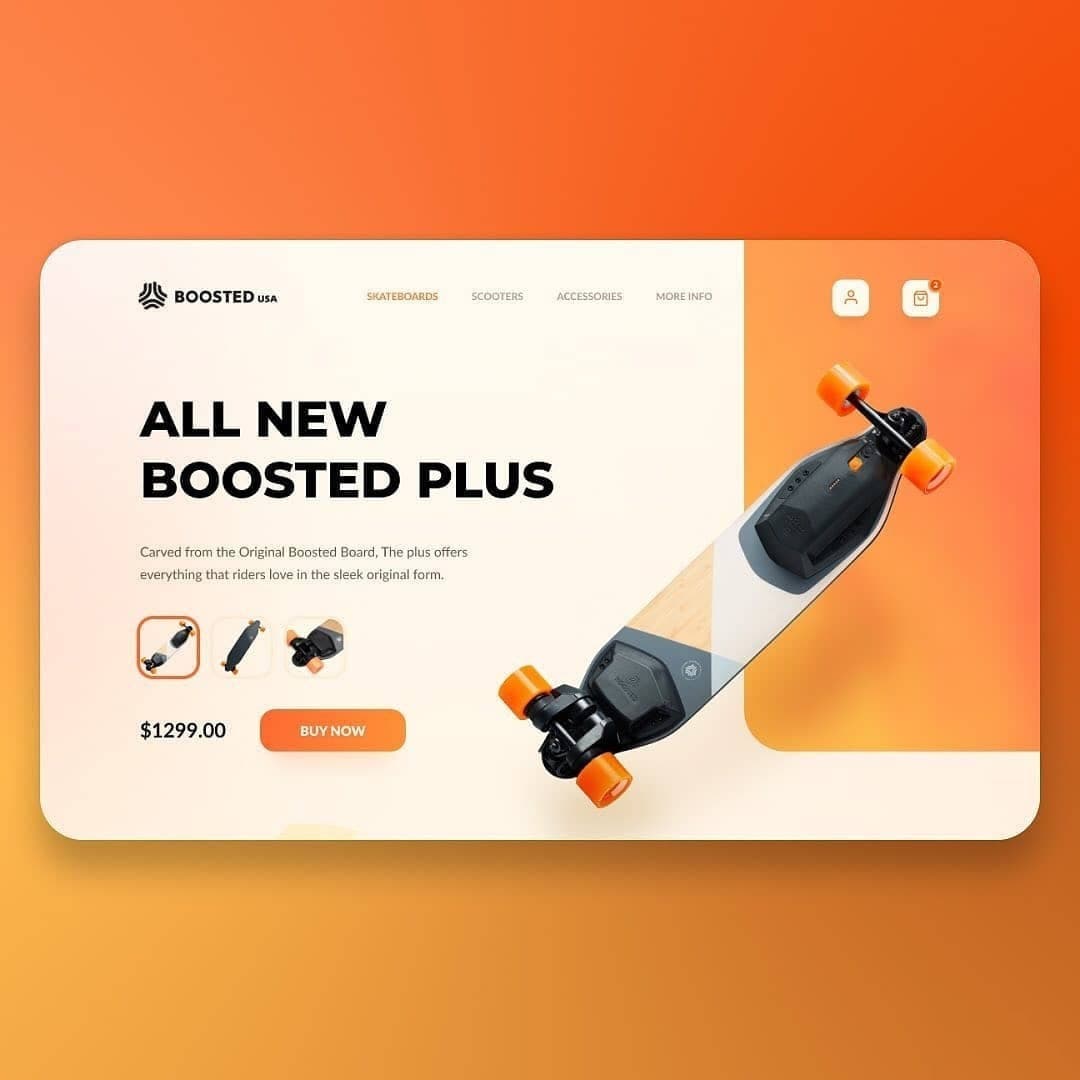 BOOSTED USA
SKATEBOARDS SCOOTERS ACCESSORIES MORE INFO
2
ALL NEW
BOOSTED PLUS
Carved from the Original Boosted Board, The plus offers
everything that riders love in the sleek original form.
$1299.00 BUY NOW